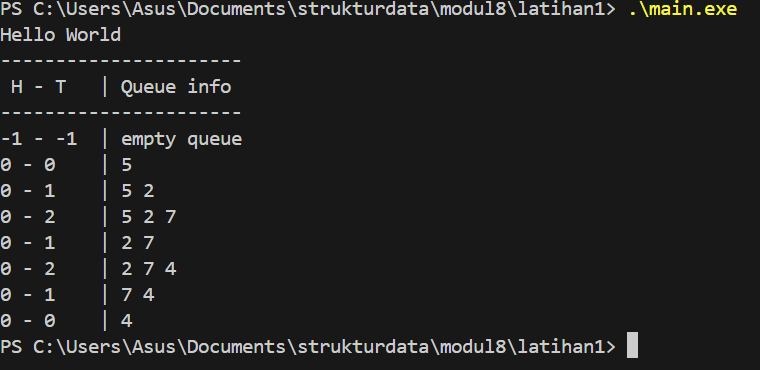 PS C:\Users\Asus\Documents\strukturdata\modul8\latihan1> .\main.exe
Hello World
----------------------
 H - T   | Queue info
----------------------
-1 - -1  | empty queue
0 - 0    | 5
0 - 1    | 5 2
0 - 2    | 5 2 7
0 - 1    | 2 7
0 - 2    | 2 7 4
0 - 1    | 7 4
0 - 0    | 4
PS C:\Users\Asus\Documents\strukturdata\modul8\latihan1>